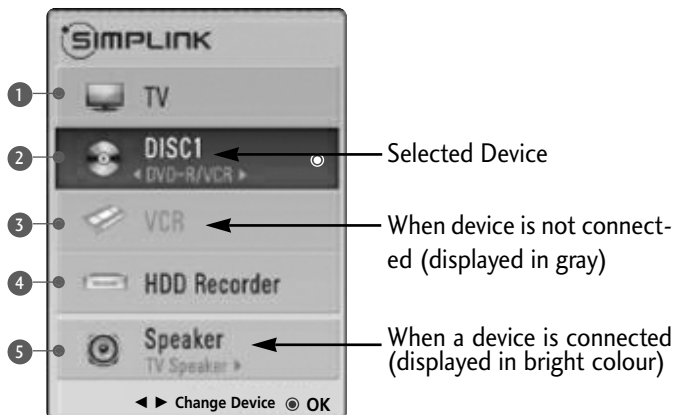 SIMPLINK
1 TV
2 DISC1
◄ DVD-R/VCR ►
Selected Device
3 VCR
When device is not connect-
ed (displayed in gray)
4 HDD Recorder
5 Speaker
TV Speaker ►
When a device is connected
(displayed in bright colour)
◄ ► Change Device ◉ OK